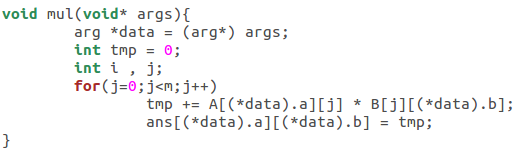 void mul(void* args){
        arg *data = (arg*) args;
        int tmp = 0;
        int i , j;
        for(j=0;j<m;j++)
                tmp += A[(*data).a][j] * B[j][(*data).b];
                ans[(*data).a][(*data).b] = tmp;
}